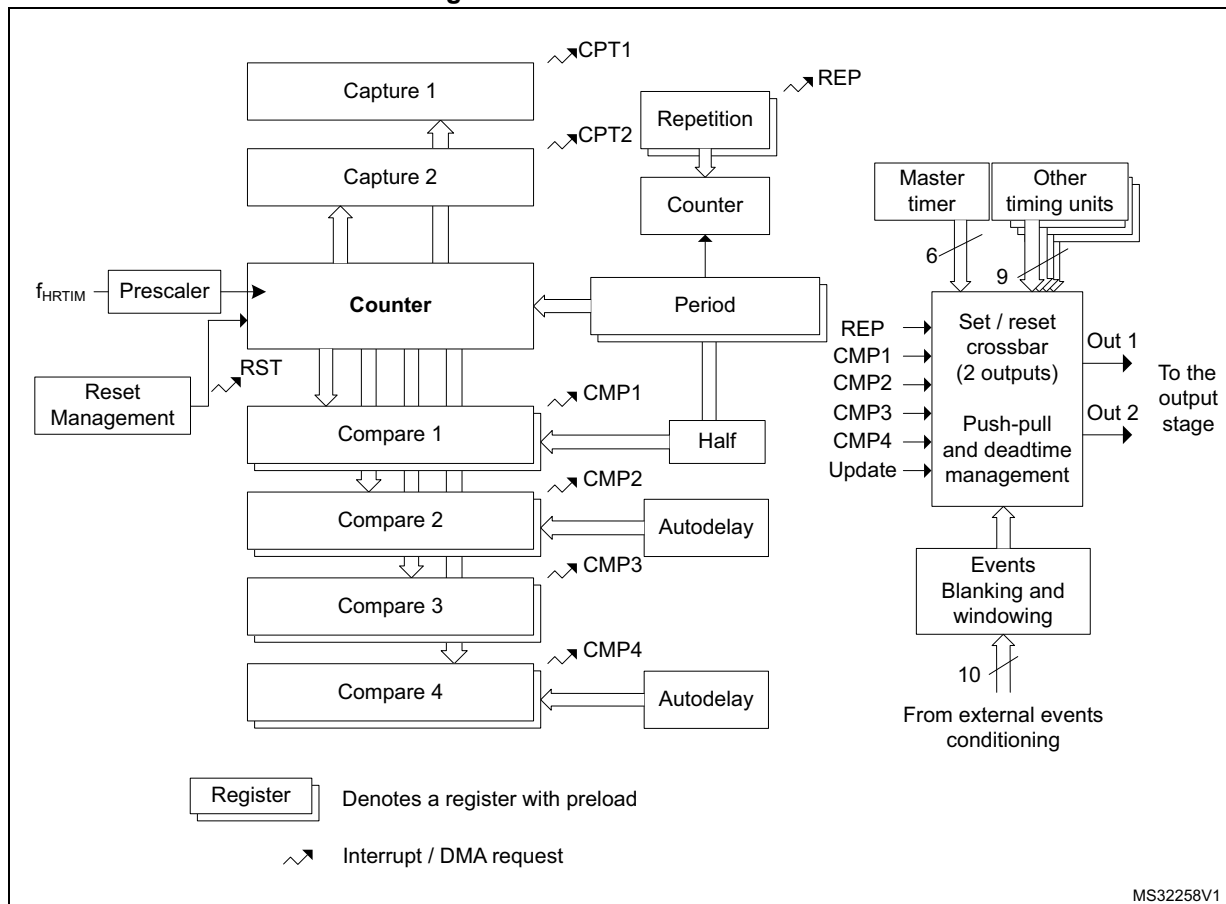 Capture 1
CPT1
Capture 2
CPT2
Repetition
REP
Counter
Master
timer
Other
timing units
6
9
fHRTIM
Prescaler
Counter
Period
Reset
Management
RST
Compare 1
CMP1
Half
Compare 2
CMP2
Autodelay
Compare 3
CMP3
Compare 4
CMP4
Autodelay
REP
CMP1
CMP2
CMP3
CMP4
Update
Set / reset
crossbar
(2 outputs)
Push-pull
and deadtime
management
Out 1
Out 2
To the
output
stage
Events
Blanking and
windowing
10
From external events
conditioning
Register
Denotes a register with preload
Interrupt / DMA request
MS32258V1